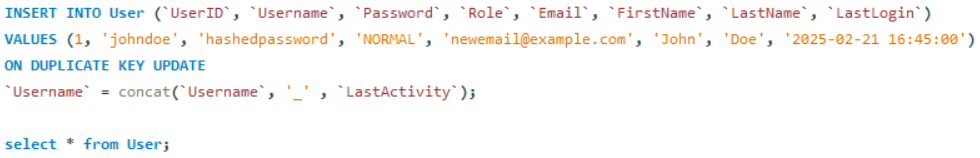 INSERT INTO User (`UserID`, `Username`, `Password`, `Role`, `Email`, `FirstName`, `LastName`, `LastLogin`)
VALUES (1, 'johndoe', 'hashedpassword', 'NORMAL', 'newemail@example.com', 'John', 'Doe', '2025-02-21 16:45:00')
ON DUPLICATE KEY UPDATE
`Username` = concat(`Username`, '_' , `LastActivity`);
select * from User;